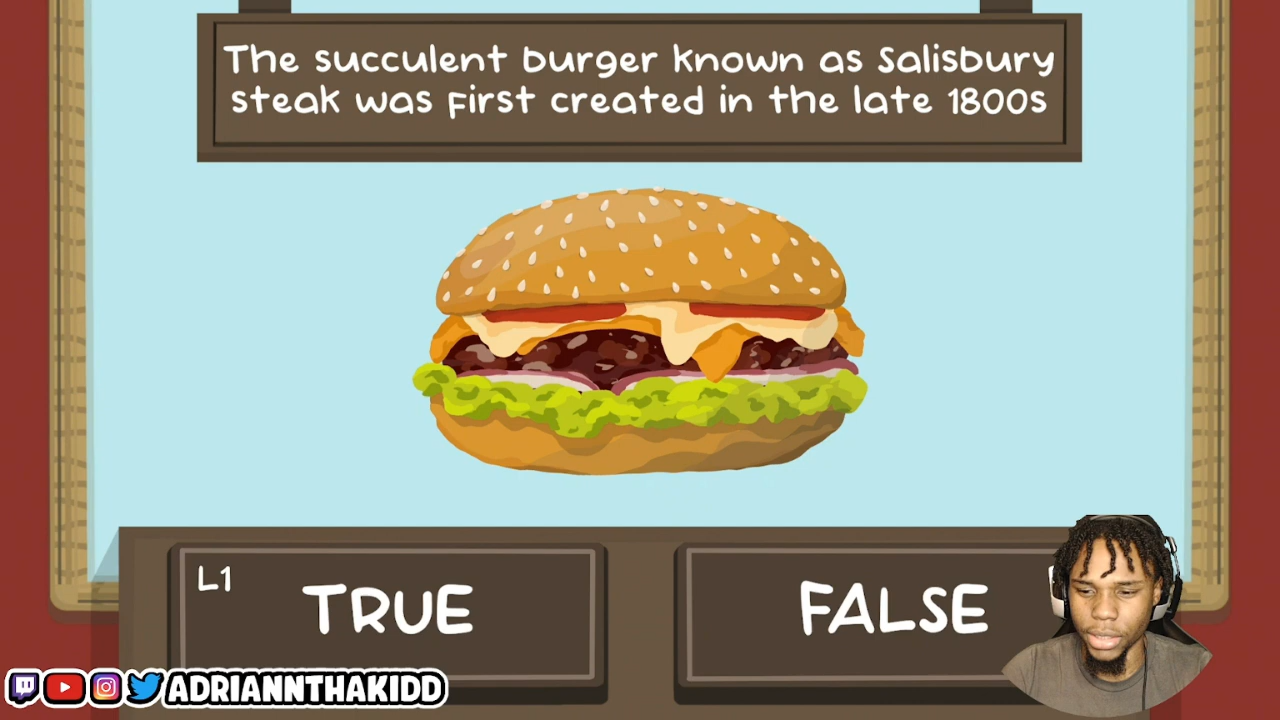 The succulent burger known as Salisbury
steak was first created in the late 1800s
L1
TRUE
FALSE
ADRIANNTHAKIDD